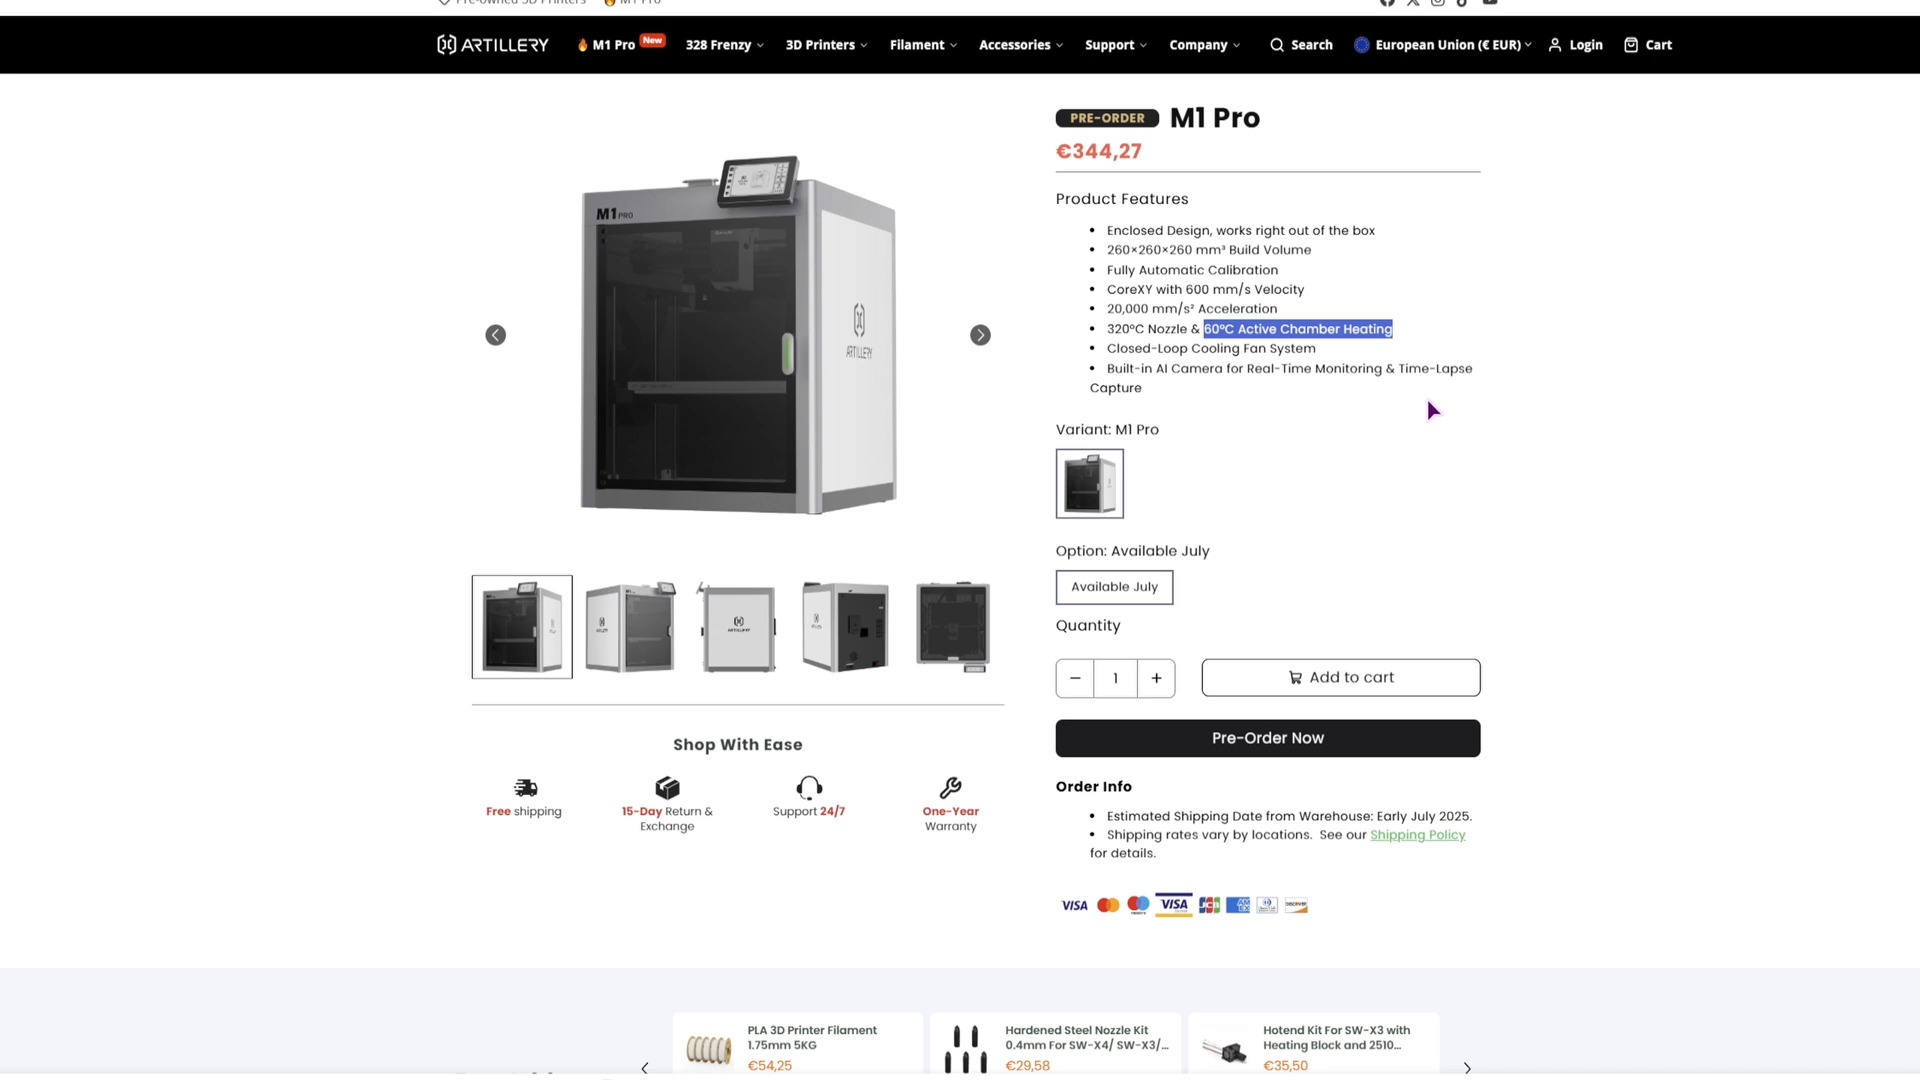 Pre-owned 3D Printers M1 Pro
ARTILLERY M1 Pro New 328 Frenzy 3D Printers Filament Accessories Support Company Search European Union (€ EUR) Login Cart
PRE-ORDER M1 Pro
€344,27
Product Features
• Enclosed Design, works right out of the box
• 260×260×260 mm³ Build Volume
• Fully Automatic Calibration
• CoreXY with 600 mm/s Velocity
• 20,000 mm/s² Acceleration
• 320°C Nozzle & 60°C Active Chamber Heating
• Closed-Loop Cooling Fan System
• Built-in AI Camera for Real-Time Monitoring & Time-Lapse
Capture
M1 PRO
ARTILLERY
Variant: M1 Pro
Option: Available July
Available July
Quantity
− 1 +
Add to cart
Pre-Order Now
ARTILLERY
Shop With Ease
Free shipping
15-Day Return &
Exchange
Support 24/7
One-Year
Warranty
Order Info
• Estimated Shipping Date from Warehouse: Early July 2025.
• Shipping rates vary by locations. See our Shipping Policy
for details.
VISA VISA JCB DISCOVER
PLA 3D Printer Filament
1.75mm 5KG
€54,25
Hardened Steel Nozzle Kit
0.4mm For SW-X4/ SW-X3/...
€29,58
Hotend Kit For SW-X3 with
Heating Block and 2510...
€35,50